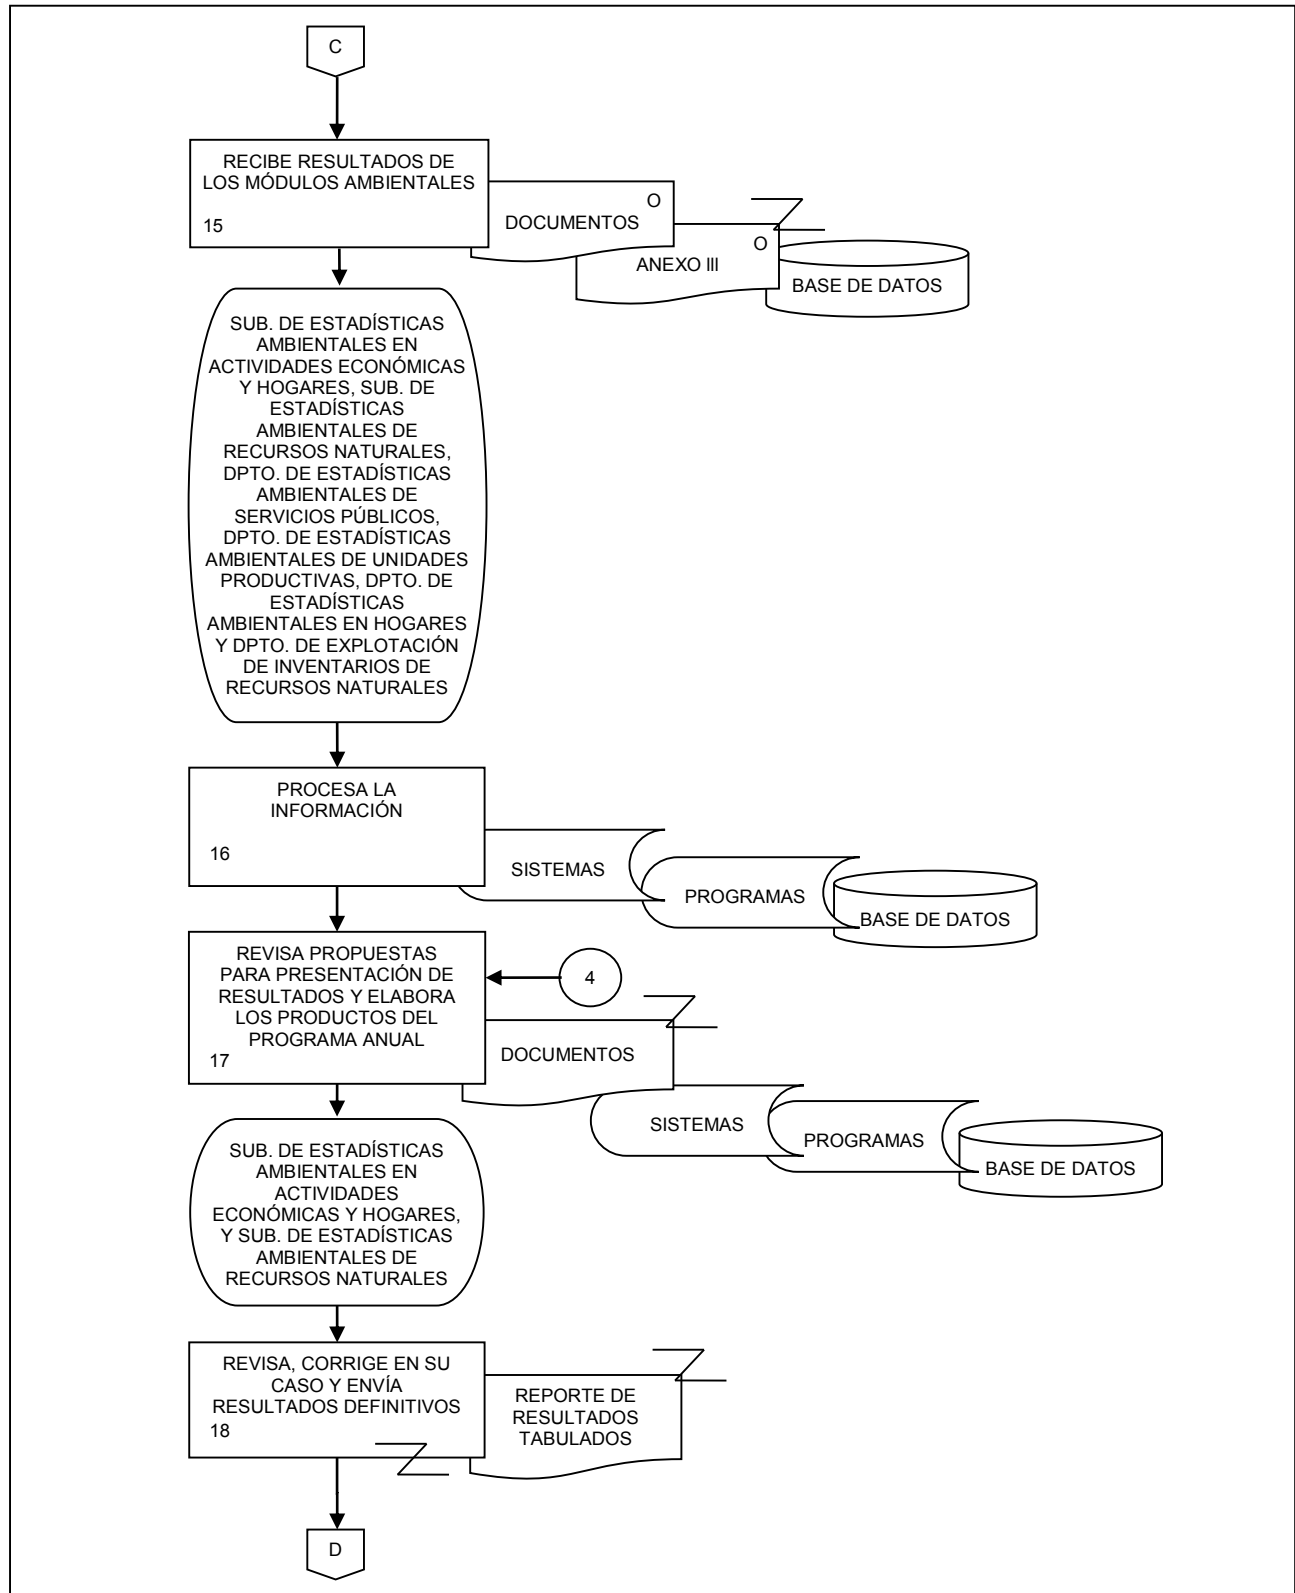 C
RECIBE RESULTADOS DE
LOS MÓDULOS AMBIENTALES
15
O
DOCUMENTOS
O
ANEXO III
BASE DE DATOS
SUB. DE ESTADÍSTICAS
AMBIENTALES EN
ACTIVIDADES ECONÓMICAS
Y HOGARES, SUB. DE
ESTADÍSTICAS
AMBIENTALES DE
RECURSOS NATURALES,
DPTO. DE ESTADÍSTICAS
AMBIENTALES DE
SERVICIOS PÚBLICOS,
DPTO. DE ESTADÍSTICAS
AMBIENTALES DE UNIDADES
PRODUCTIVAS, DPTO. DE
ESTADÍSTICAS
AMBIENTALES EN HOGARES
Y DPTO. DE EXPLOTACIÓN
DE INVENTARIOS DE
RECURSOS NATURALES
PROCESA LA
INFORMACIÓN
16
SISTEMAS
PROGRAMAS
BASE DE DATOS
REVISA PROPUESTAS
PARA PRESENTACIÓN DE
RESULTADOS Y ELABORA
LOS PRODUCTOS DEL
PROGRAMA ANUAL
17
4
DOCUMENTOS
SISTEMAS
PROGRAMAS
BASE DE DATOS
SUB. DE ESTADÍSTICAS
AMBIENTALES EN
ACTIVIDADES
ECONÓMICAS Y HOGARES,
Y SUB. DE ESTADÍSTICAS
AMBIENTALES DE
RECURSOS NATURALES
REVISA, CORRIGE EN SU
CASO Y ENVÍA
RESULTADOS DEFINITIVOS
18
REPORTE DE
RESULTADOS
TABULADOS
D